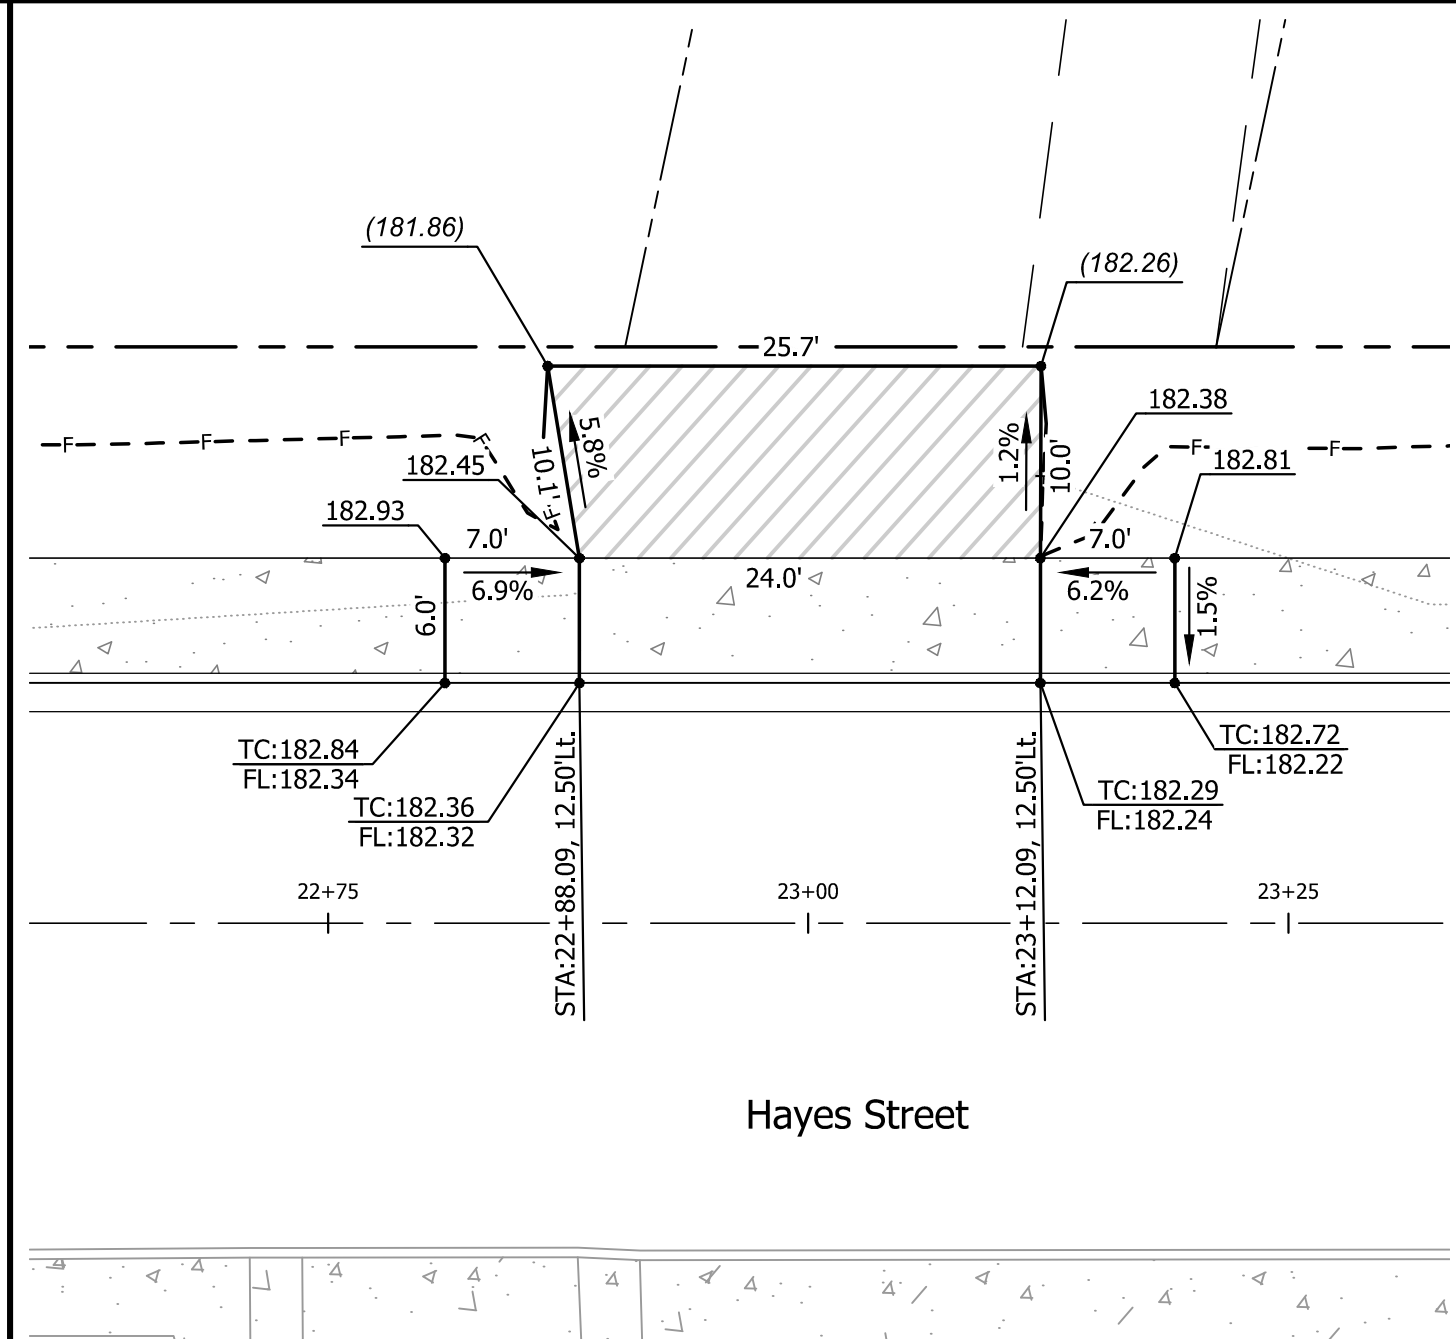 (181.86)
(182.26)
25.7'
182.38
F
F
F
F
F
F
5.8%
1.2%
10.1'
10.0'
182.45
182.81
F
182.93
7.0'
7.0'
6.9%
24.0'
6.2%
6.0'
1.5%
TC:182.84
FL:182.34
TC:182.36
FL:182.32
STA:22+88.09, 12.50'Lt.
STA:23+12.09, 12.50'Lt.
TC:182.72
FL:182.22
TC:182.29
FL:182.24
22+75
23+00
23+25
Hayes Street